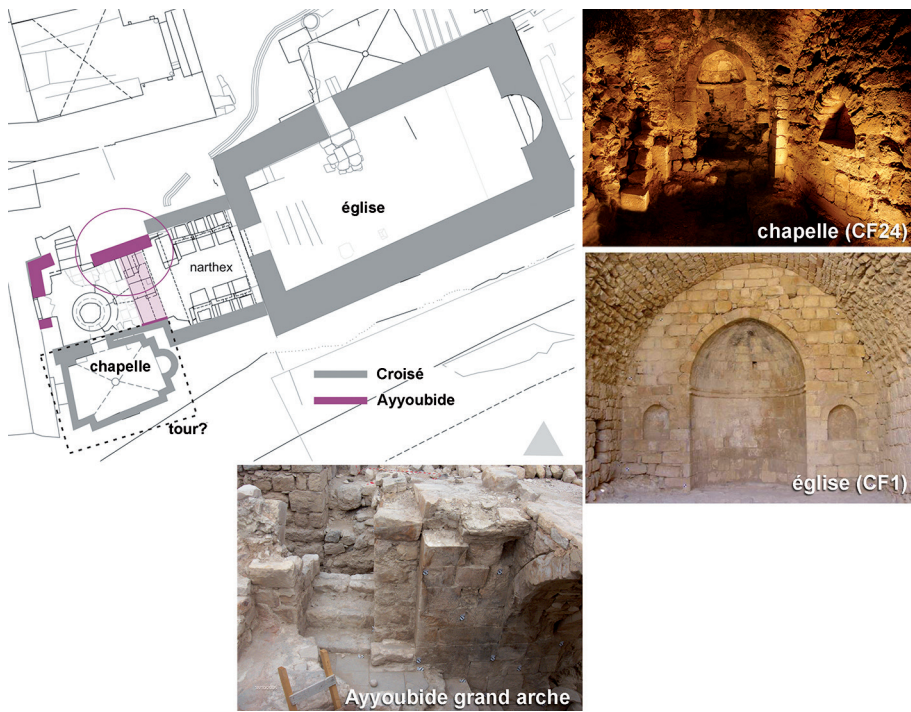 église
narthex
chapelle
tour?
Croisé
Ayyoubide
chapelle (CF24)
église (CF1)
Ayyoubide grand arche